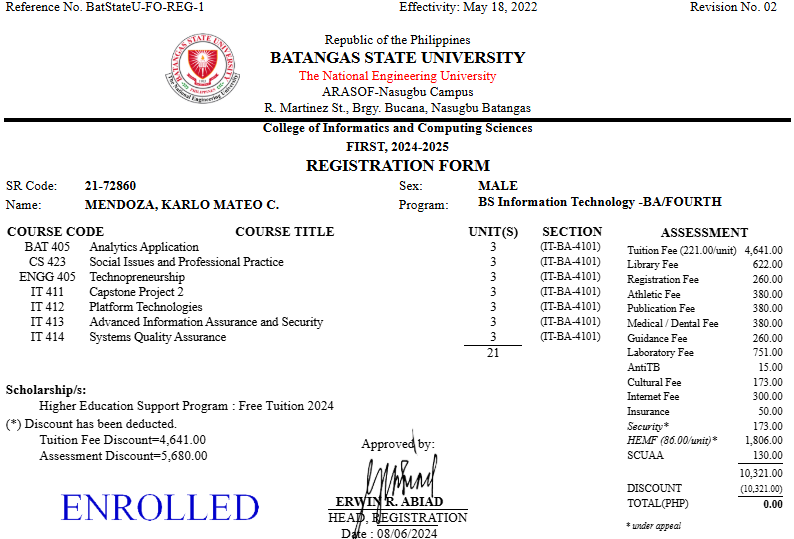 Reference No. BatStateU-FO-REG-1 Effectivity: May 18, 2022 Revision No. 02
BATANGAS STATE UNIVERSITY
The National Engineering University
Republic of the Philippines
BATANGAS STATE UNIVERSITY
The National Engineering University
ARASOF-Nasugbu Campus
R. Martinez St., Brgy. Bucana, Nasugbu Batangas
College of Informatics and Computing Sciences
FIRST, 2024-2025
REGISTRATION FORM
SR Code: 21-72860 Sex: MALE
Name: MENDOZA, KARLO MATEO C. Program: BS Information Technology -BA/FOURTH
COURSE CODE COURSE TITLE UNIT(S) SECTION
BAT 405 Analytics Application 3 (IT-BA-4101)
CS 423 Social Issues and Professional Practice 3 (IT-BA-4101)
ENGG 405 Technopreneurship 3 (IT-BA-4101)
IT 411 Capstone Project 2 3 (IT-BA-4101)
IT 412 Platform Technologies 3 (IT-BA-4101)
IT 413 Advanced Information Assurance and Security 3 (IT-BA-4101)
IT 414 Systems Quality Assurance 3 (IT-BA-4101)
21
ASSESSMENT
Tuition Fee (221.00/unit) 4,641.00
Library Fee 622.00
Registration Fee 260.00
Athletic Fee 380.00
Publication Fee 380.00
Medical / Dental Fee 380.00
Guidance Fee 260.00
Laboratory Fee 751.00
AntiTB 15.00
Cultural Fee 173.00
Internet Fee 300.00
Insurance 50.00
Security* 173.00
HEMF (86.00/unit)* 1,806.00
SCUAA 130.00
10,321.00
DISCOUNT (10,321.00)
TOTAL(PHP) 0.00
* under appeal
Scholarship/s:
Higher Education Support Program : Free Tuition 2024
(*) Discount has been deducted.
Tuition Fee Discount=4,641.00
Assessment Discount=5,680.00
ENROLLED
Approved by:
ERWIN R. ABIAD
HEAD, REGISTRATION
Date : 08/06/2024